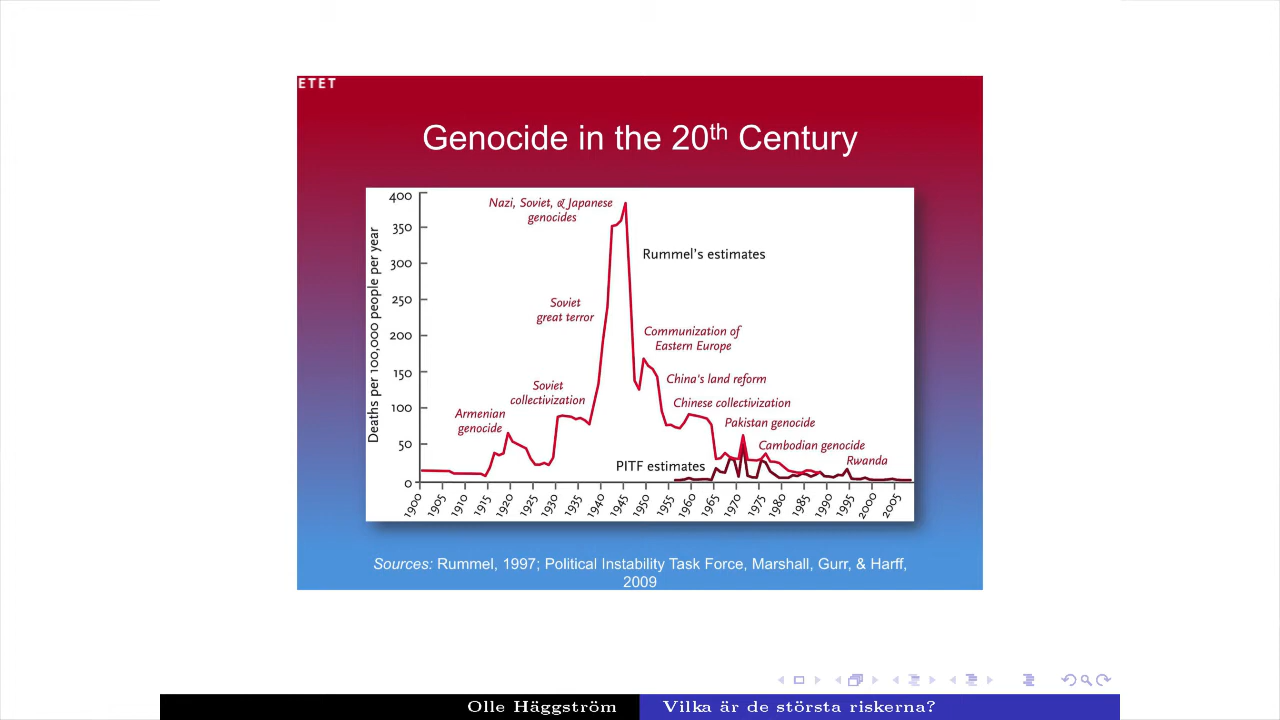 ETET
Genocide in the 20th Century
400
350
300
250
200
150
100
50
0
Deaths per 100,000 people per year
Nazi, Soviet, & Japanese
genocides
Rummel's estimates
Soviet
great terror
Communization of
Eastern Europe
China's land reform
Soviet
collectivization
Chinese collectivization
Armenian
genocide
Pakistan genocide
Cambodian genocide
Rwanda
PITF estimates
1900
1905
1910
1915
1920
1925
1930
1935
1940
1945
1950
1955
1960
1965
1970
1975
1980
1985
1990
1995
2000
2005
Sources: Rummel, 1997; Political Instability Task Force, Marshall, Gurr, & Harff,
2009
Olle Häggström
Vilka är de största riskerna?